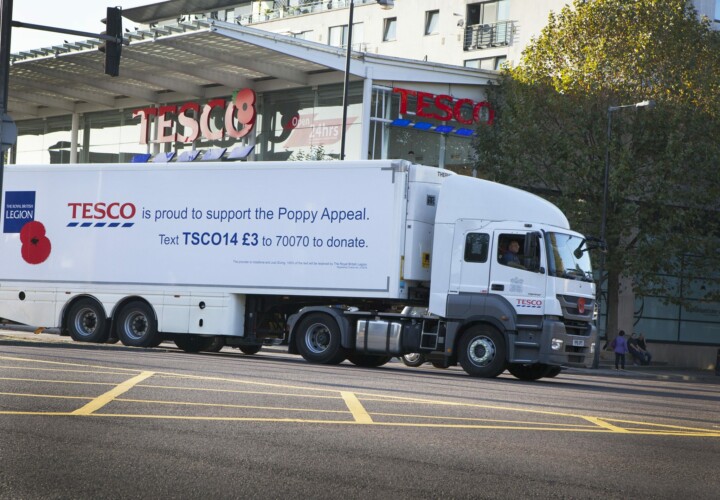 TESCO
24hrs
TESCO
THE ROYAL BRITISH
LEGION
TESCO is proud to support the Poppy Appeal.
Text TSCO14 £3 to 70070 to donate.
TESCO